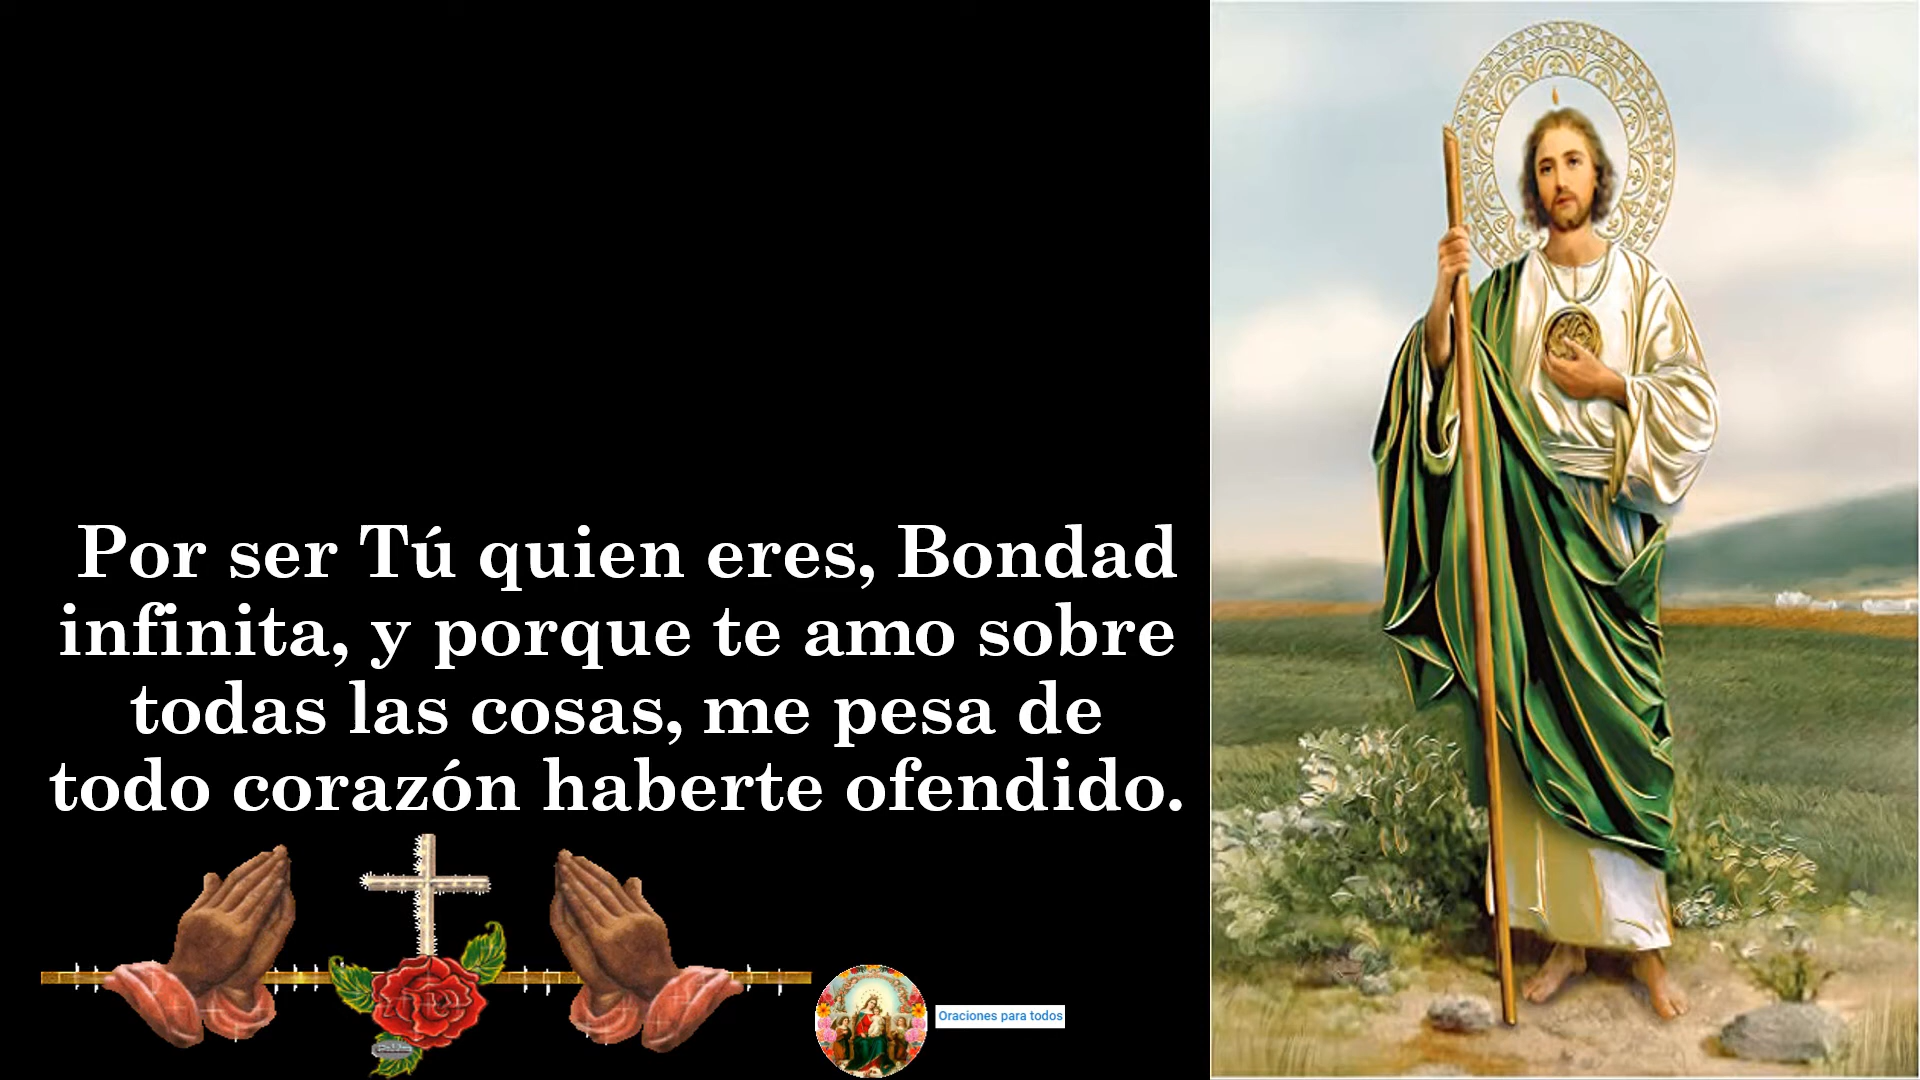 Por ser Tú quien eres, Bondad
infinita, y porque te amo sobre
todas las cosas, me pesa de
todo corazón haberte ofendido.
Oraciones para todos